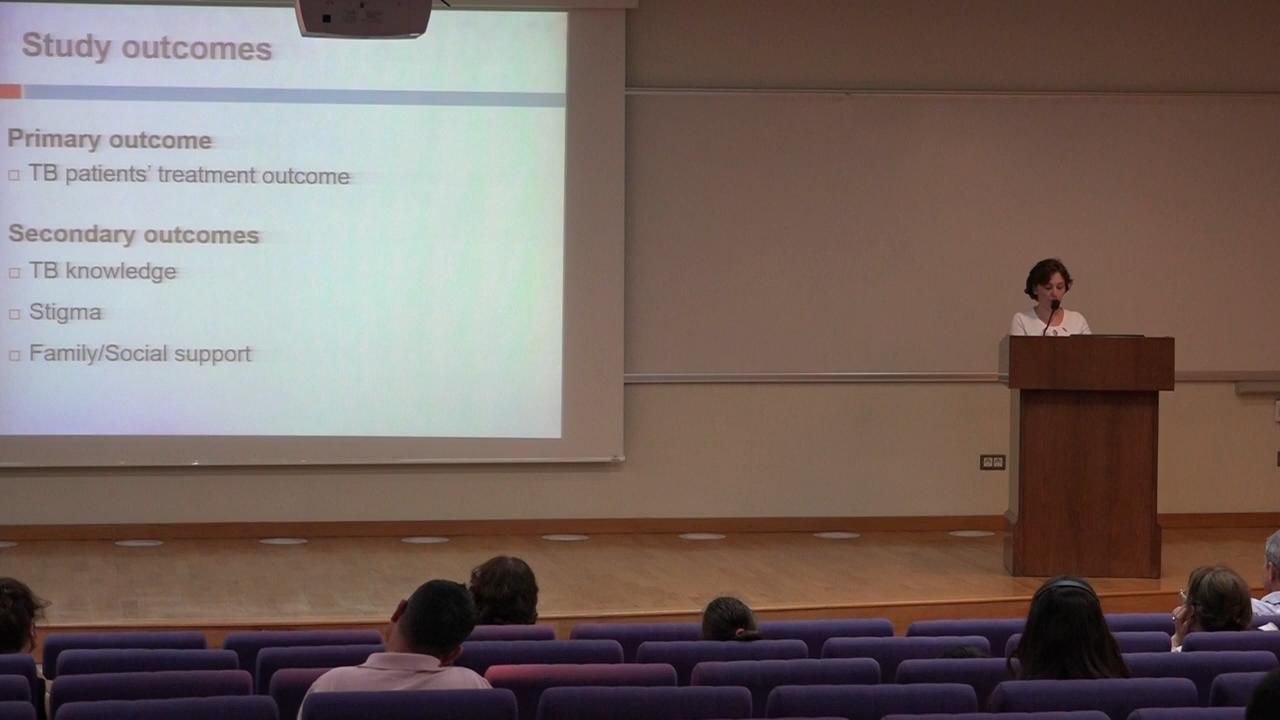 Study outcomes
Primary outcome
TB patients’ treatment outcome
Secondary outcomes
TB knowledge
Stigma
Family/Social support